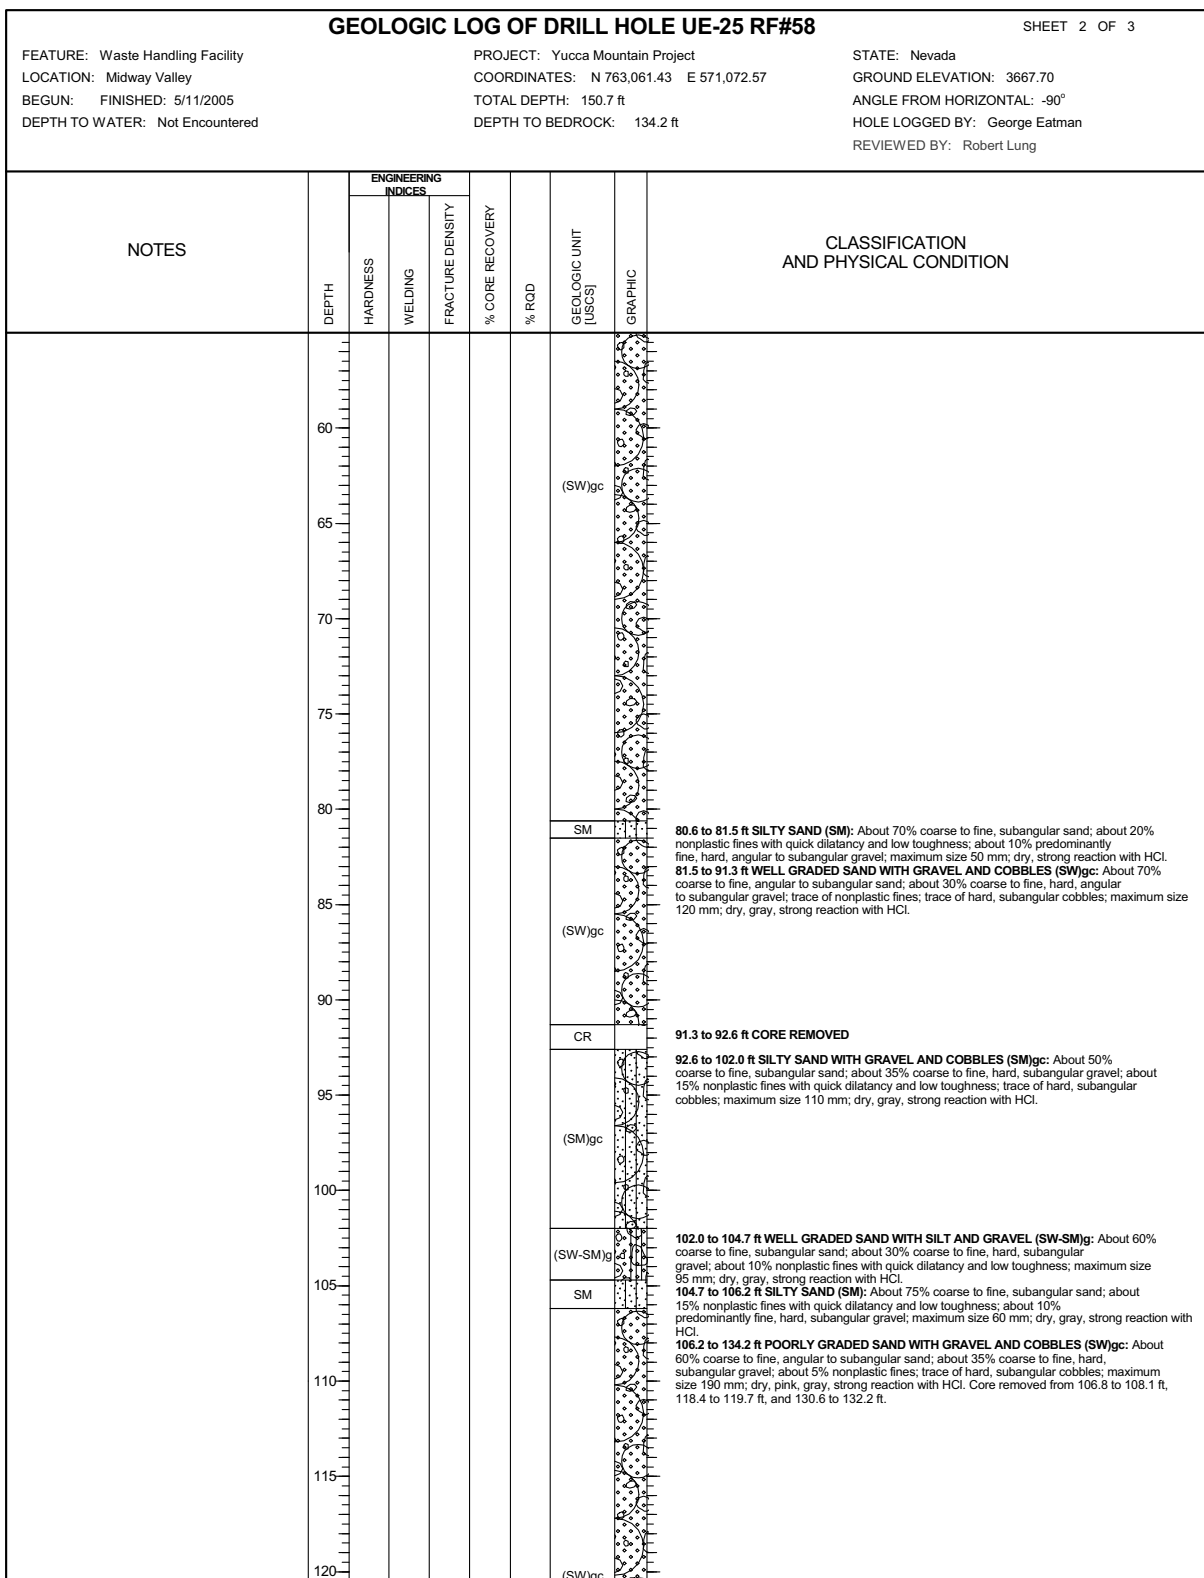 GEOLOGIC LOG OF DRILL HOLE UE-25 RF#58
SHEET 2 OF 3
FEATURE: Waste Handling Facility
PROJECT: Yucca Mountain Project
STATE: Nevada
LOCATION: Midway Valley
COORDINATES: N 763,061.43 E 571,072.57
GROUND ELEVATION: 3667.70
BEGUN: FINISHED: 5/11/2005
TOTAL DEPTH: 150.7 ft
ANGLE FROM HORIZONTAL: -90°
DEPTH TO WATER: Not Encountered
DEPTH TO BEDROCK: 134.2 ft
HOLE LOGGED BY: George Eatman
REVIEWED BY: Robert Lung
NOTES
DEPTH
ENGINEERING
INDICES
HARDNESS
WELDING
FRACTURE DENSITY
% CORE RECOVERY
% RQD
GEOLOGIC UNIT
[USCS]
GRAPHIC
CLASSIFICATION
AND PHYSICAL CONDITION
60
(SW)gc
65
70
75
80
SM
80.6 to 81.5 ft SILTY SAND (SM): About 70% coarse to fine, subangular sand; about 20%
nonplastic fines with quick dilatancy and low toughness; about 10% predominantly
fine, hard, angular to subangular gravel; maximum size 50 mm; dry, strong reaction with HCl.
81.5 to 91.3 ft WELL GRADED SAND WITH GRAVEL AND COBBLES (SW)gc: About 70%
coarse to fine, angular to subangular sand; about 30% coarse to fine, hard, angular
to subangular gravel; trace of nonplastic fines; trace of hard, subangular cobbles; maximum size
120 mm; dry, gray, strong reaction with HCl.
85
(SW)gc
90
CR
91.3 to 92.6 ft CORE REMOVED
92.6 to 102.0 ft SILTY SAND WITH GRAVEL AND COBBLES (SM)gc: About 50%
coarse to fine, subangular sand; about 35% coarse to fine, hard, subangular gravel; about
15% nonplastic fines with quick dilatancy and low toughness; trace of hard, subangular
cobbles; maximum size 110 mm; dry, gray, strong reaction with HCl.
95
(SM)gc
100
(SW-SM)g
102.0 to 104.7 ft WELL GRADED SAND WITH SILT AND GRAVEL (SW-SM)g: About 60%
coarse to fine, subangular sand; about 30% coarse to fine, hard, subangular
gravel; about 10% nonplastic fines with quick dilatancy and low toughness; maximum size
95 mm; dry, gray, strong reaction with HCl.
105
SM
104.7 to 106.2 ft SILTY SAND (SM): About 75% coarse to fine, subangular sand; about
15% nonplastic fines with quick dilatancy and low toughness; about 10%
predominantly fine, hard, subangular gravel; maximum size 60 mm; dry, gray, strong reaction with
HCl.
106.2 to 134.2 ft POORLY GRADED SAND WITH GRAVEL AND COBBLES (SW)gc: About
60% coarse to fine, angular to subangular sand; about 35% coarse to fine, hard,
subangular gravel; about 5% nonplastic fines; trace of hard, subangular cobbles; maximum
size 190 mm; dry, pink, gray, strong reaction with HCl. Core removed from 106.8 to 108.1 ft,
118.4 to 119.7 ft, and 130.6 to 132.2 ft.
110
115
120
(SW)gc